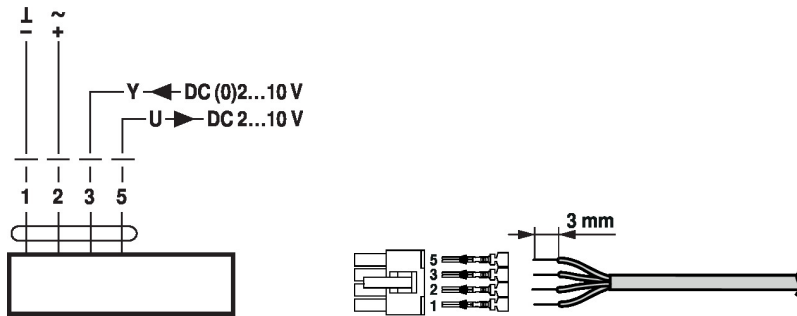 ⊥ ~
- +
Y DC (0)2...10 V
U DC 2...10 V
1 2 3 5
3 mm
5
3
2
1